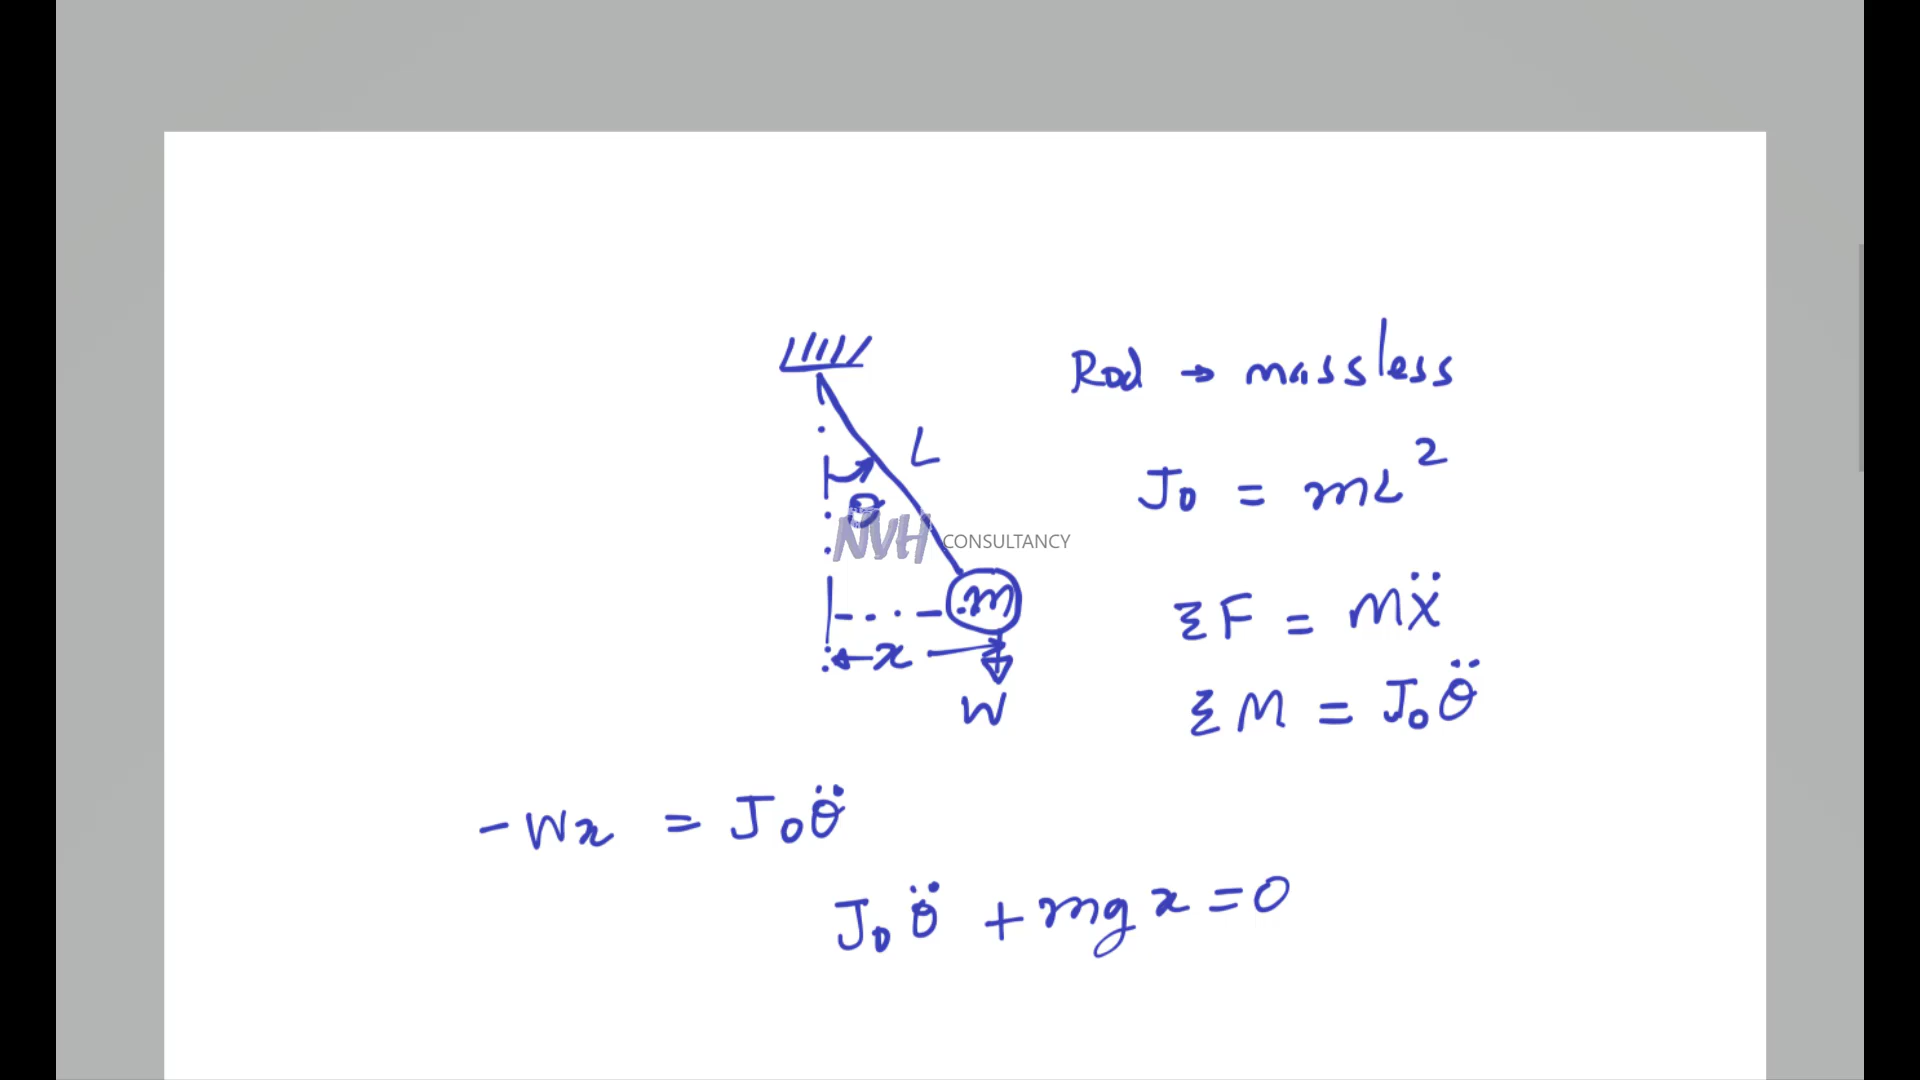 Rod → massless
L
J₀ = mL²
θ
NVH CONSULTANCY
m
ΣF = mẍ
x
W
ΣM = J₀θ̈
-Wx = J₀θ̈
J₀θ̈ + mgx = 0